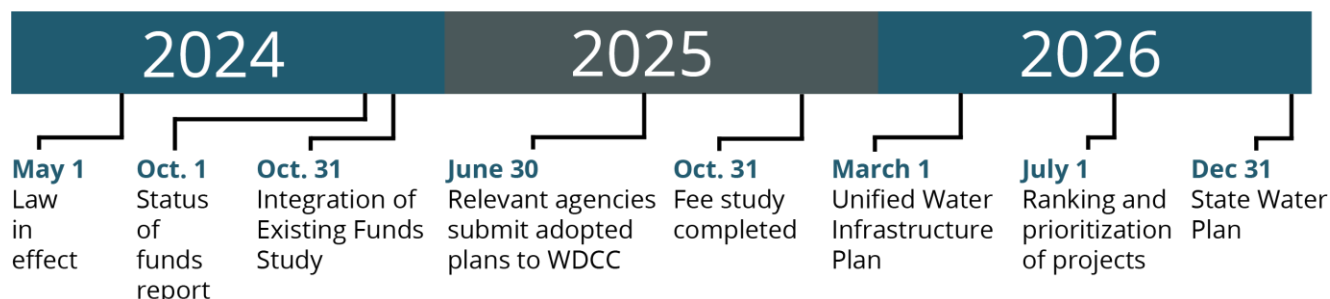 2024
2025
2026
May 1
Law
in
effect
Oct. 1
Status
of
funds
report
Oct. 31
Integration of
Existing Funds
Study
June 30
Relevant agencies
submit adopted
plans to WDCC
Oct. 31
Fee study
completed
March 1
Unified Water
Infrastructure
Plan
July 1
Ranking and
prioritization
of projects
Dec 31
State Water
Plan